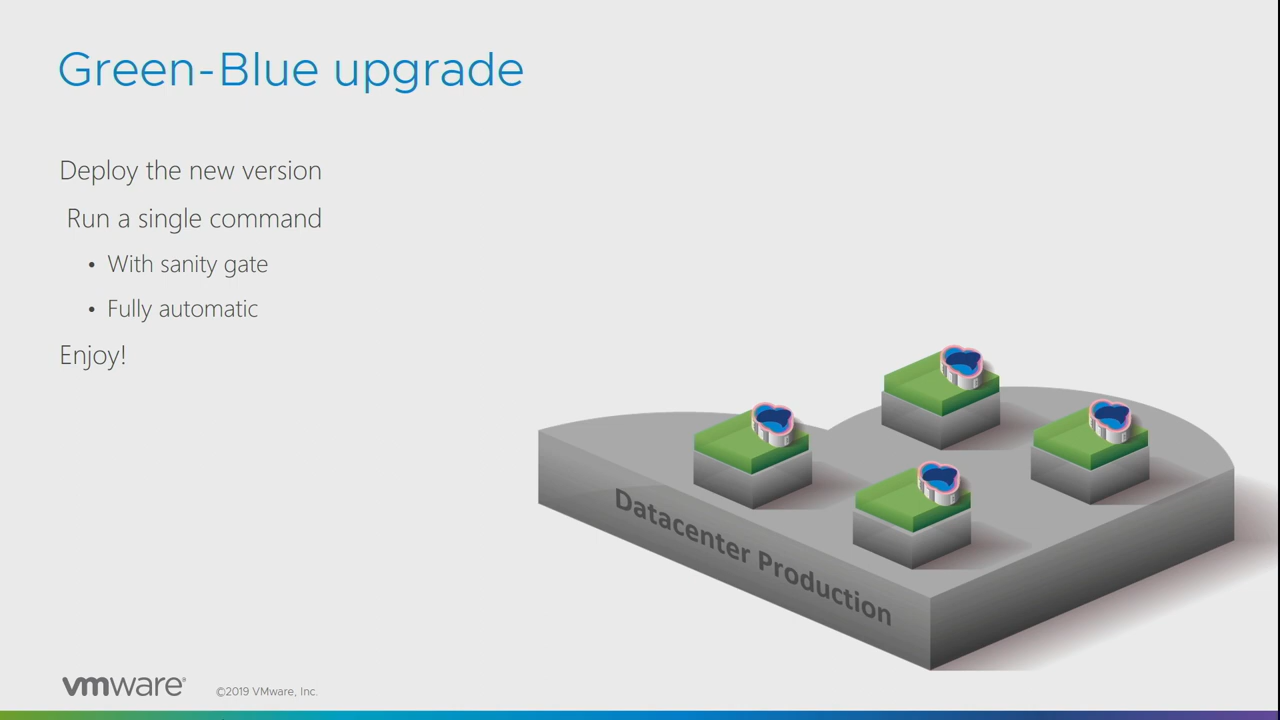 Green-Blue upgrade
Deploy the new version
Run a single command
• With sanity gate
• Fully automatic
Enjoy!
Datacenter Production
vmware®
©2019 VMware, Inc.